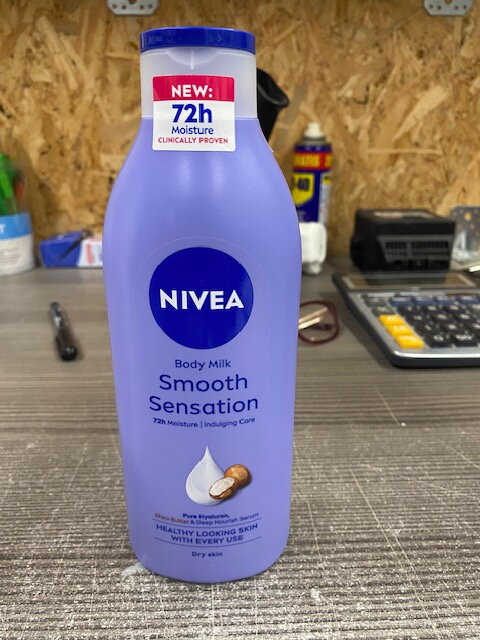 NEW:
72h
Moisture
CLINICALLY PROVEN
NIVEA
Body Milk
Smooth
Sensation
72h Moisture | Indulging Care
Pure Hyaluron,
Shea Butter & Deep Nourish Serum
HEALTHY LOOKING SKIN
WITH EVERY USE
Dry skin